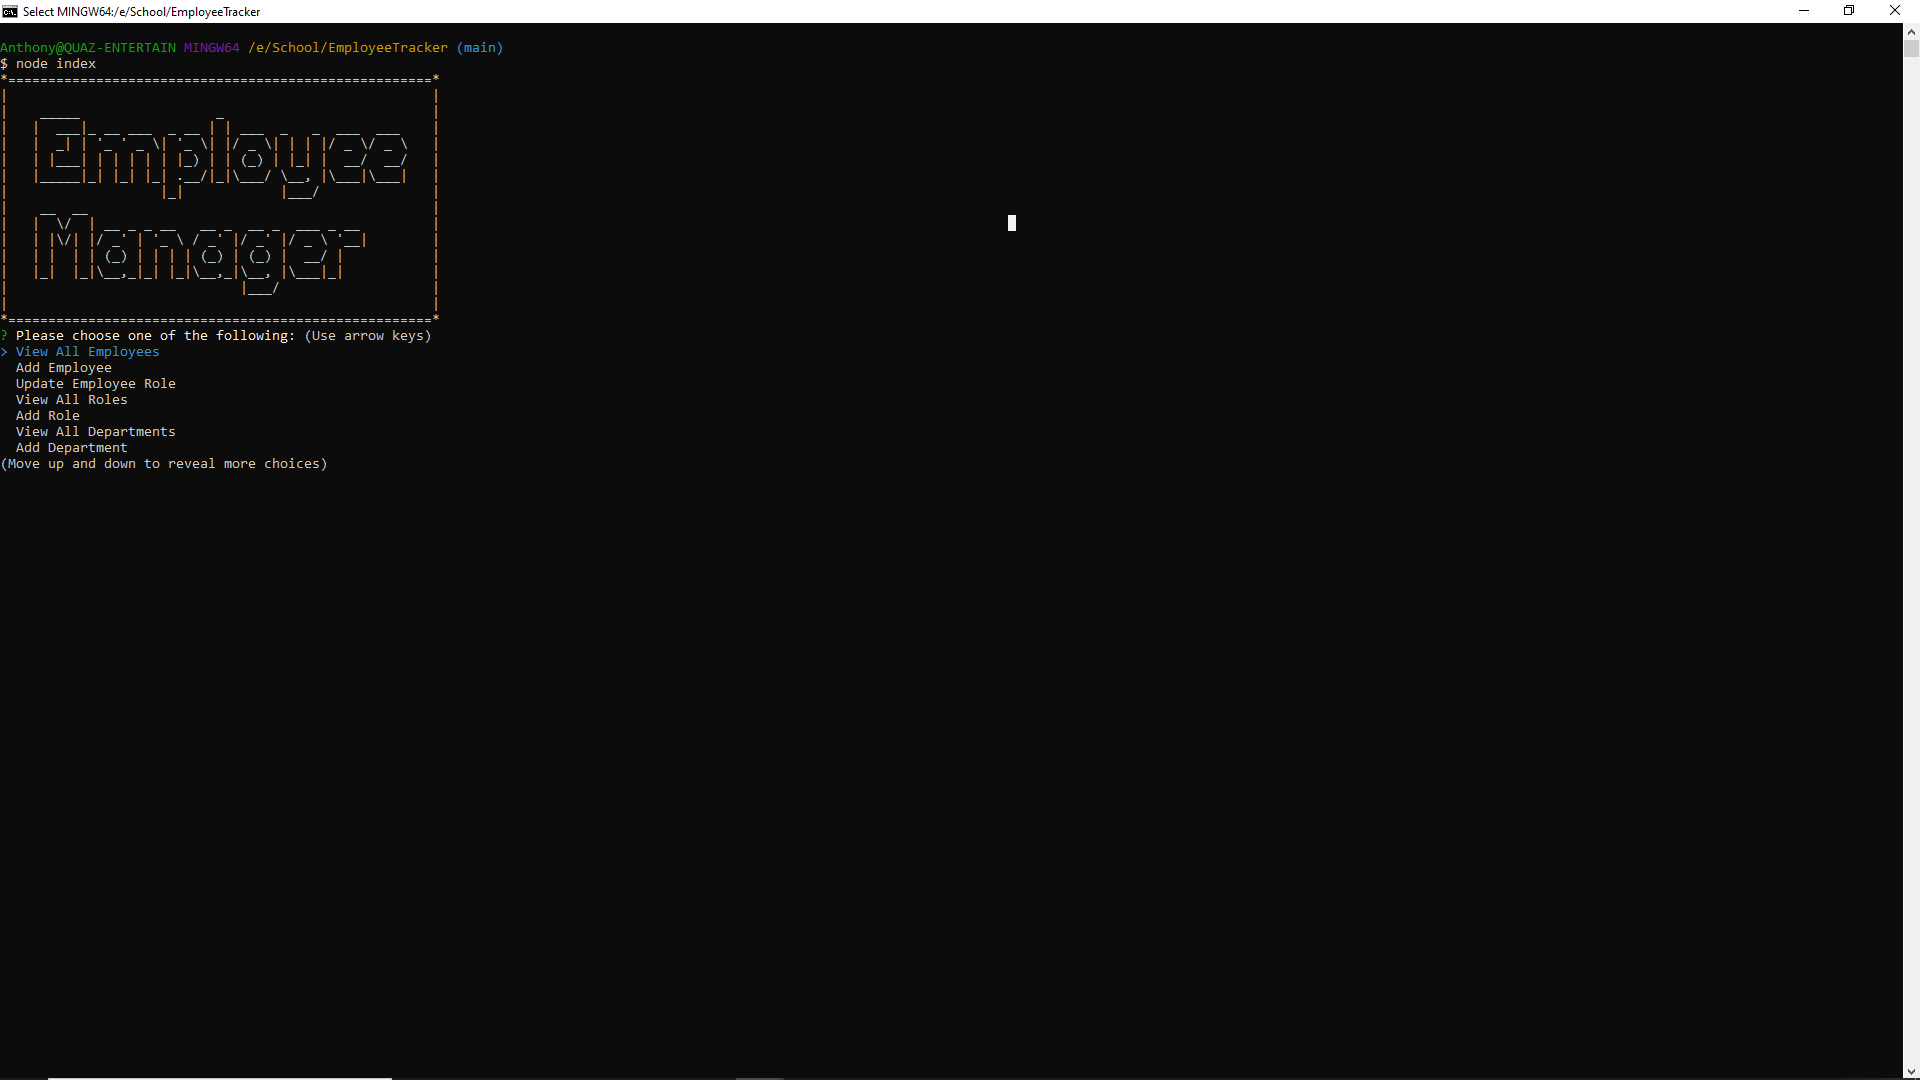 Select MINGW64:/e/School/EmployeeTracker
Anthony@QUAZ-ENTERTAIN MINGW64 /e/School/EmployeeTracker (main)
$ node index
Employee
Manager
? Please choose one of the following: (Use arrow keys)
> View All Employees
Add Employee
Update Employee Role
View All Roles
Add Role
View All Departments
Add Department
(Move up and down to reveal more choices)